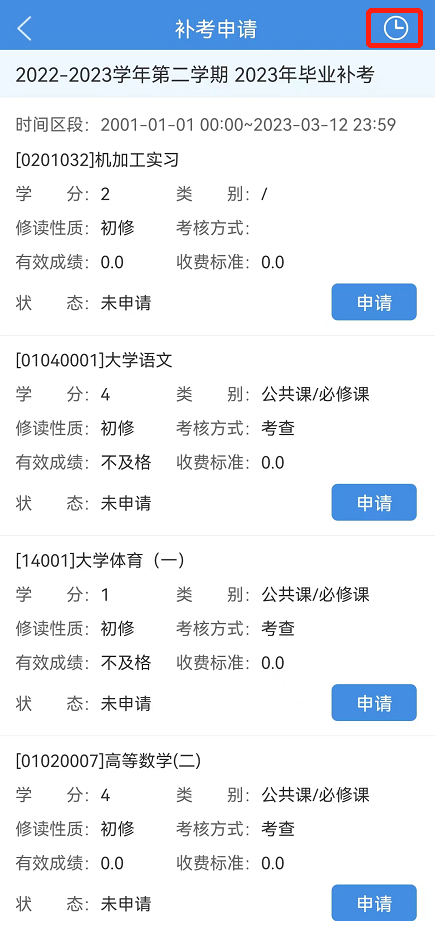 补考申请
2022-2023学年第二学期 2023年毕业补考
时间区段：2001-01-01 00:00~2023-03-12 23:59
[0201032]机加工实习
学 分：2 类 别：/
修读性质：初修 考核方式：
有效成绩：0.0 收费标准：0.0
状 态：未申请 申请
[01040001]大学语文
学 分：4 类 别：公共课/必修课
修读性质：初修 考核方式：考查
有效成绩：不及格 收费标准：0.0
状 态：未申请 申请
[14001]大学体育（一）
学 分：1 类 别：公共课/必修课
修读性质：初修 考核方式：考查
有效成绩：不及格 收费标准：0.0
状 态：未申请 申请
[01020007]高等数学(二)
学 分：4 类 别：公共课/必修课
修读性质：初修 考核方式：考查
有效成绩：0.0 收费标准：0.0
状 态：未申请 申请